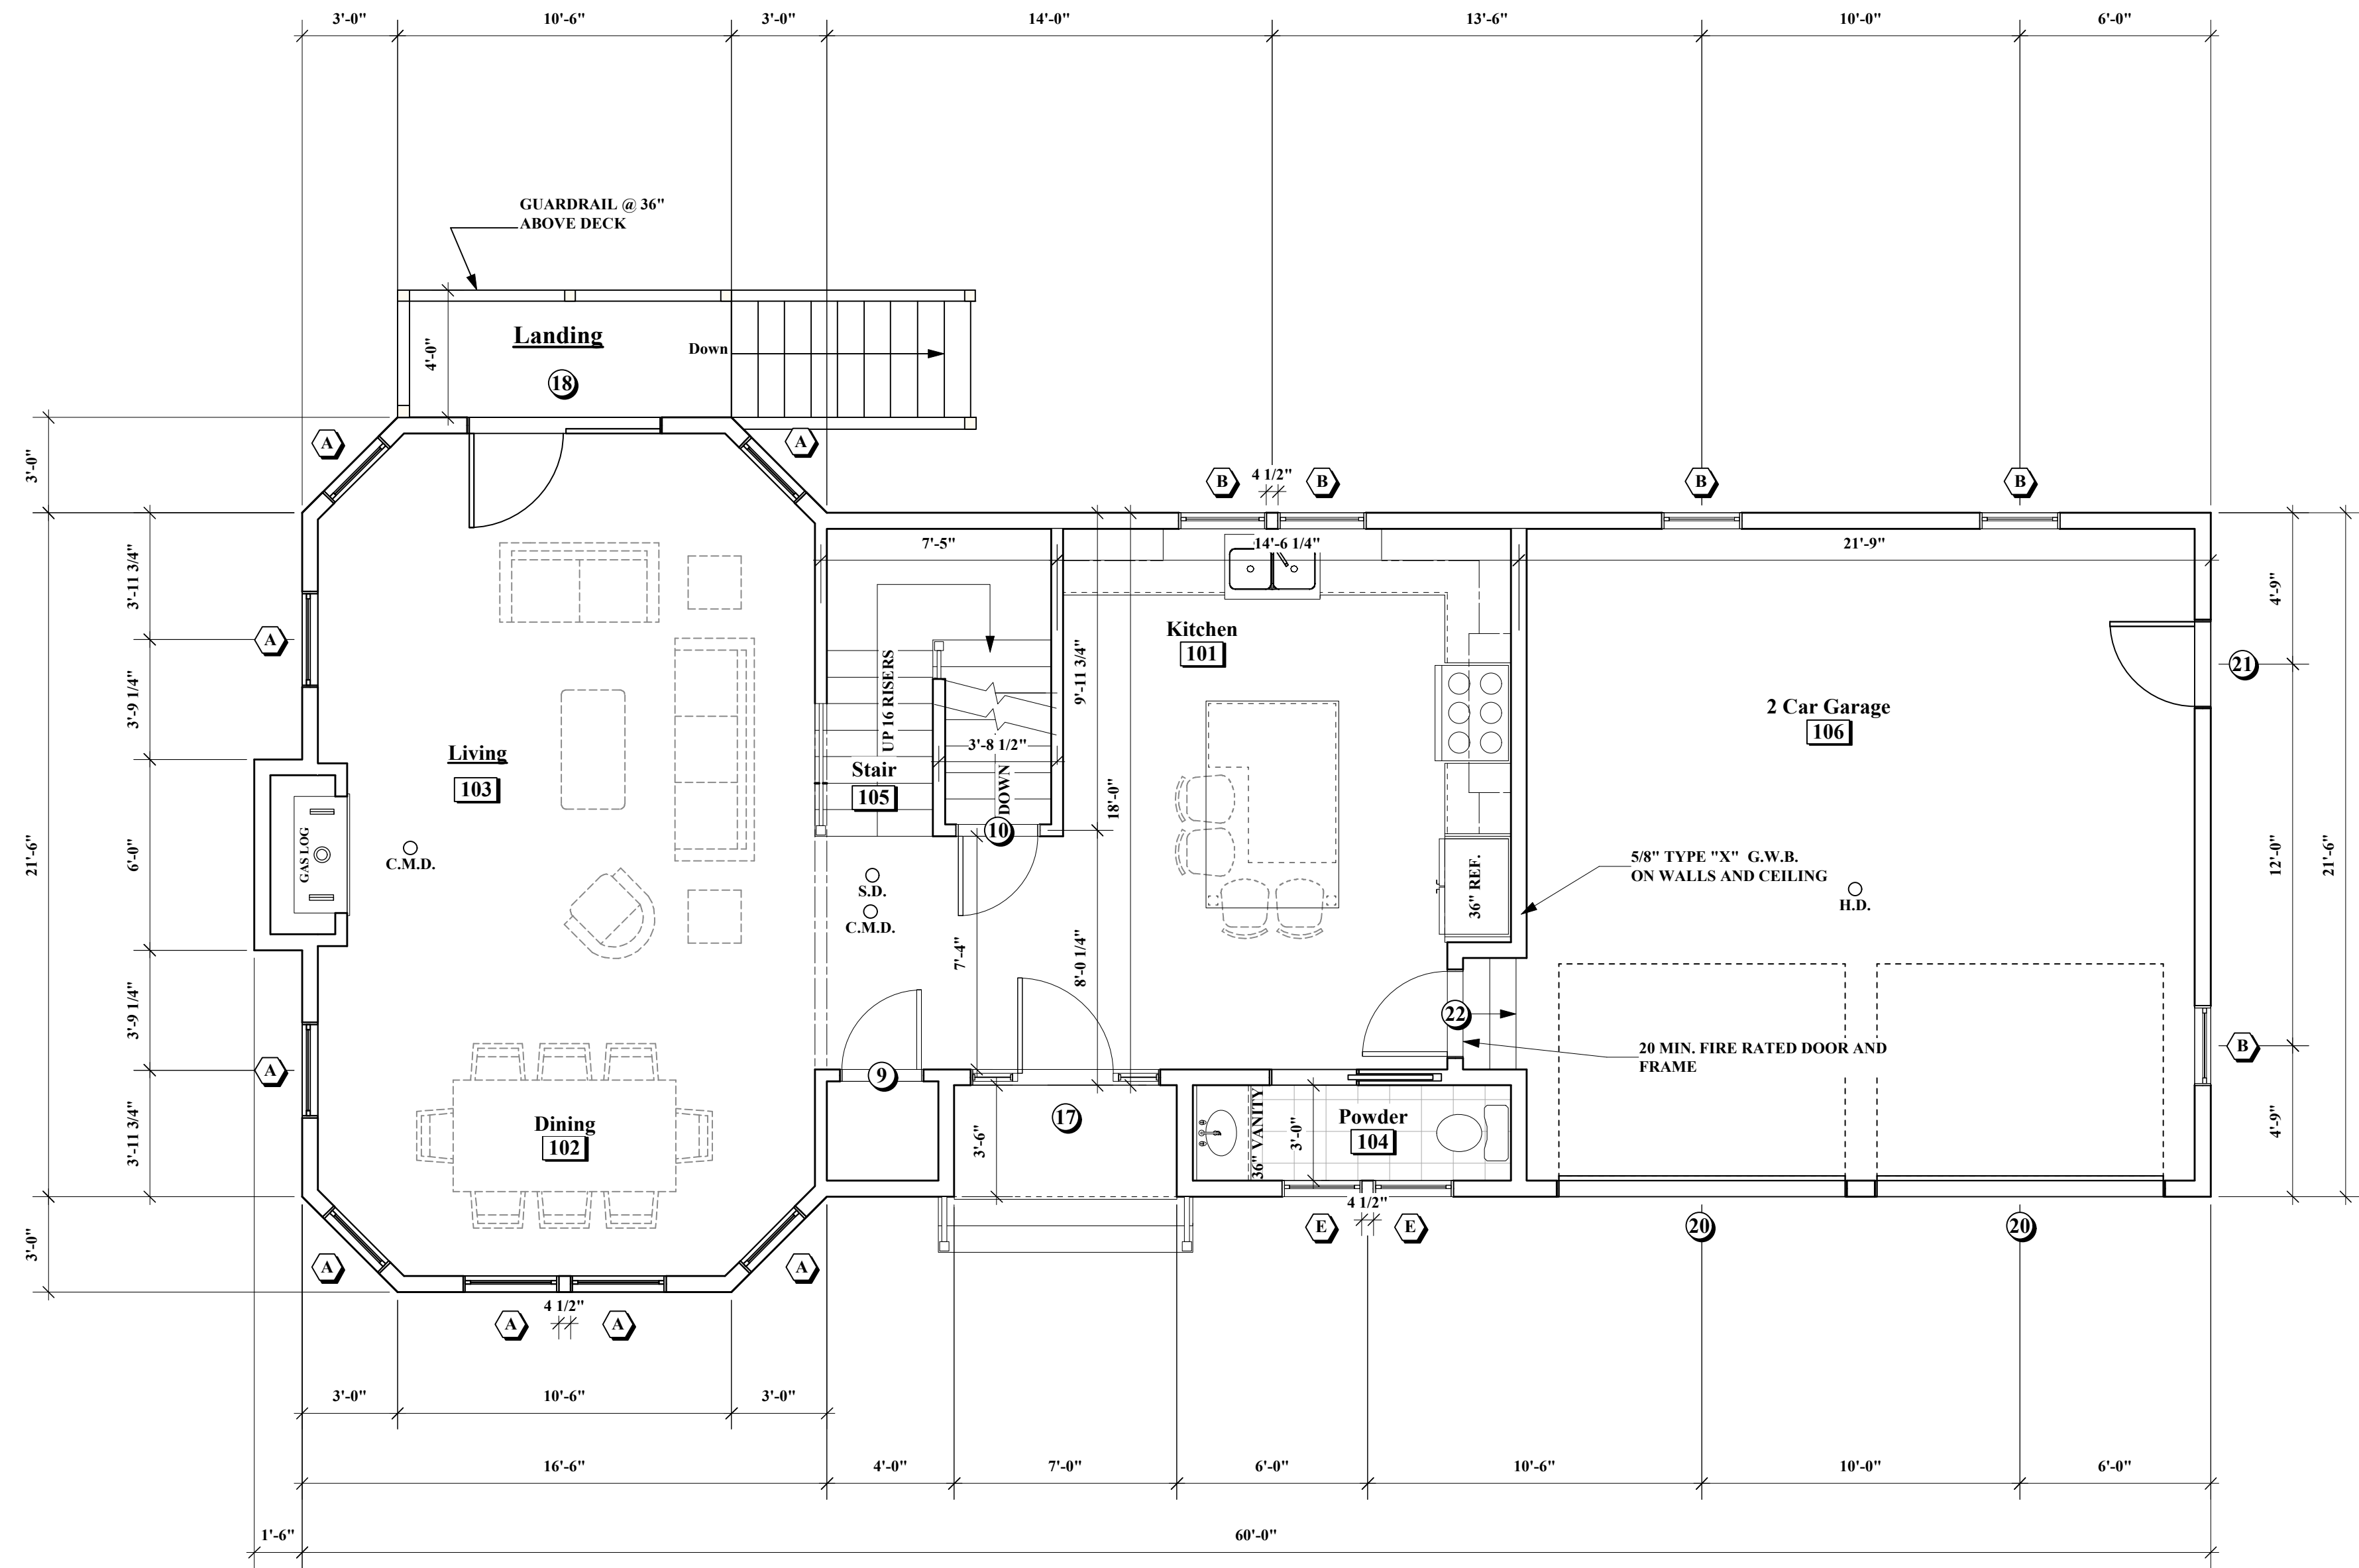 3'-0"
10'-6"
3'-0"
14'-0"
13'-6"
10'-0"
6'-0"
GUARDRAIL @ 36"
ABOVE DECK
Landing
Down
4'-0"
18
A
A
3'-0"
B
4 1/2"
B
B
B
7'-5"
14'-6 1/4"
21'-9"
3'-11 3/4"
4'-9"
A
Kitchen
101
21
UP 16 RISERS
9'-11 3/4"
3'-9 1/4"
2 Car Garage
106
Living
103
3'-8 1/2"
Stair
105
DOWN
18'-0"
10
21'-6"
6'-0"
GAS LOG
C.M.D.
S.D.
C.M.D.
36" REF.
5/8" TYPE "X" G.W.B.
ON WALLS AND CEILING
H.D.
12'-0"
21'-6"
7'-4"
8'-0 1/4"
3'-9 1/4"
22
20 MIN. FIRE RATED DOOR AND
FRAME
B
A
9
17
3'-11 3/4"
Dining
102
3'-6"
36" VANITY
3'-0"
Powder
104
4'-9"
4 1/2"
E
E
20
20
3'-0"
A
A
4 1/2"
A
A
3'-0"
10'-6"
3'-0"
16'-6"
4'-0"
7'-0"
6'-0"
10'-6"
10'-0"
6'-0"
1'-6"
60'-0"